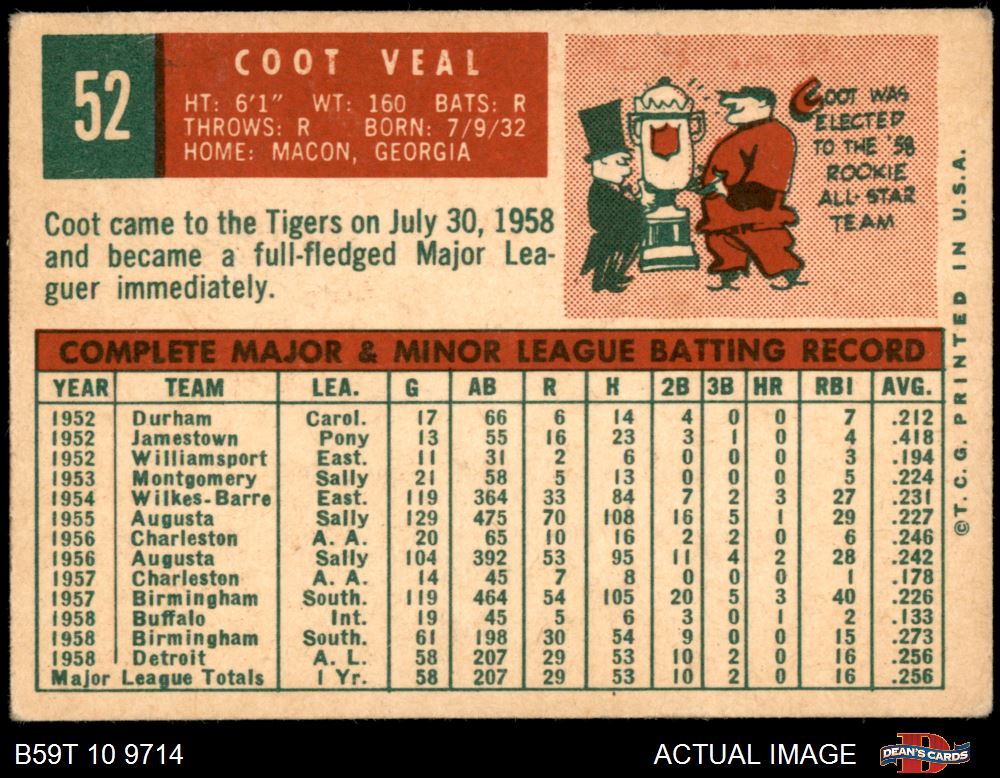 52
COOT VEAL
HT: 6'1" WT: 160 BATS: R
THROWS: R BORN: 7/9/32
HOME: MACON, GEORGIA
COOT WAS
ELECTED
TO THE '58
ROOKIE
ALL-STAR
TEAM
Coot came to the Tigers on July 30, 1958
and became a full-fledged Major Lea-
guer immediately.
COMPLETE MAJOR & MINOR LEAGUE BATTING RECORD
YEAR TEAM LEA. G AB R H 2B 3B HR RBI AVG.
1952 Durham Carol. 17 66 6 14 4 0 0 7 .212
1952 Jamestown Pony 13 55 16 23 3 1 0 4 .418
1952 Williamsport East. 11 31 2 6 0 0 0 3 .194
1953 Montgomery Sally 21 58 5 13 0 0 0 5 .224
1954 Wilkes-Barre East. 119 364 33 84 7 2 3 27 .231
1955 Augusta Sally 129 475 70 108 16 5 1 29 .227
1956 Charleston A. A. 20 65 10 16 2 2 0 6 .246
1956 Augusta Sally 104 392 53 95 11 4 2 28 .242
1957 Charleston A. A. 14 45 7 8 0 0 0 1 .178
1957 Birmingham South. 119 464 54 105 20 5 3 40 .226
1958 Buffalo Int. 19 45 5 6 3 0 1 2 .133
1958 Birmingham South. 61 198 30 54 9 0 0 15 .273
1958 Detroit A. L. 58 207 29 53 10 2 0 16 .256
Major League Totals 1 Yr. 58 207 29 53 10 2 0 16 .256
©T.C.G. PRINTED IN U.S.A.
B59T 10 9714
ACTUAL IMAGE
D
DEAN'S CARDS